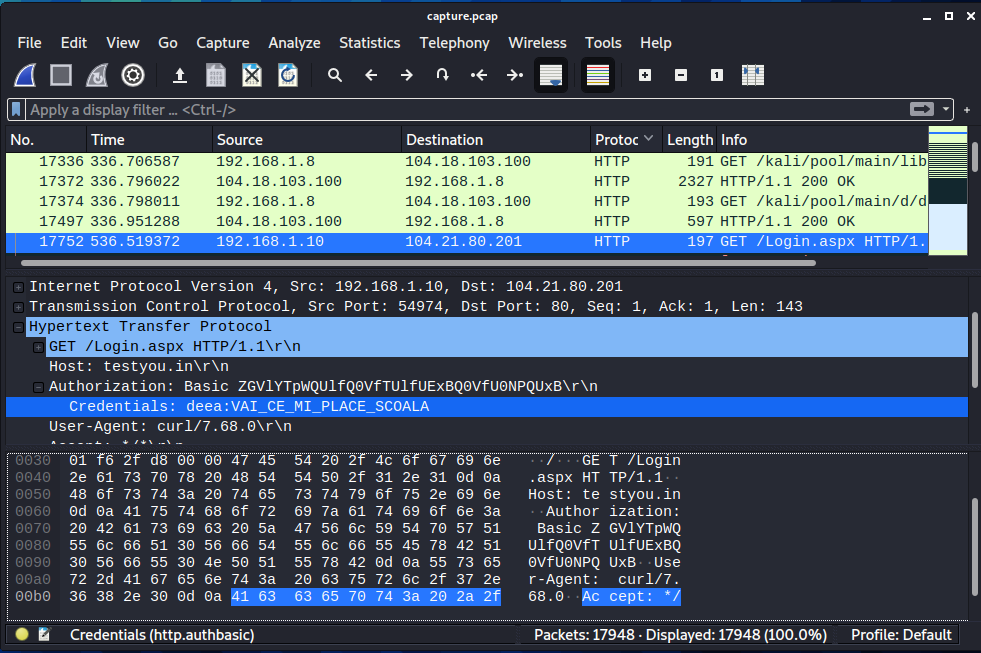 capture.pcap
File Edit View Go Capture Analyze Statistics Telephony Wireless Tools Help
Apply a display filter … <Ctrl-/>
No. Time Source Destination Protoc Length Info
17336 336.706587 192.168.1.8 104.18.103.100 HTTP 191 GET /kali/pool/main/lib
17372 336.796022 104.18.103.100 192.168.1.8 HTTP 2327 HTTP/1.1 200 OK
17374 336.798011 192.168.1.8 104.18.103.100 HTTP 193 GET /kali/pool/main/d/d
17497 336.951288 104.18.103.100 192.168.1.8 HTTP 597 HTTP/1.1 200 OK
17752 536.519372 192.168.1.10 104.21.80.201 HTTP 197 GET /Login.aspx HTTP/1.
Internet Protocol Version 4, Src: 192.168.1.10, Dst: 104.21.80.201
Transmission Control Protocol, Src Port: 54974, Dst Port: 80, Seq: 1, Ack: 1, Len: 143
Hypertext Transfer Protocol
GET /Login.aspx HTTP/1.1\r\n
Host: testyou.in\r\n
Authorization: Basic ZGVlYTpWQUlfQ0VfTUlfUExBQ0VfU0NPQUxB\r\n
Credentials: deea:VAI_CE_MI_PLACE_SCOALA
User-Agent: curl/7.68.0\r\n
Accept: */*\r\n
0030 01 f6 2f d8 00 00 47 45 54 20 2f 4c 6f 67 69 6e ··/···GE T /Login
0040 2e 61 73 70 78 20 48 54 54 50 2f 31 2e 31 0d 0a .aspx HT TP/1.1··
0050 48 6f 73 74 3a 20 74 65 73 74 79 6f 75 2e 69 6e Host: te styou.in
0060 0d 0a 41 75 74 68 6f 72 69 7a 61 74 69 6f 6e 3a ··Author ization:
0070 20 42 61 73 69 63 20 5a 47 56 6c 59 54 70 57 51 Basic Z GVlYTpWQ
0080 55 6c 66 51 30 56 66 54 55 6c 66 55 45 78 42 51 UlfQ0VfT UlfUExBQ
0090 30 56 66 55 30 4e 50 51 55 78 42 0d 0a 55 73 65 0VfU0NPQ UxB··Use
00a0 72 2d 41 67 65 6e 74 3a 20 63 75 72 6c 2f 37 2e r-Agent: curl/7.
00b0 36 38 2e 30 0d 0a 41 63 63 65 70 74 3a 20 2a 2f 68.0··Ac cept: */
Credentials (http.authbasic) Packets: 17948 · Displayed: 17948 (100.0%) Profile: Default